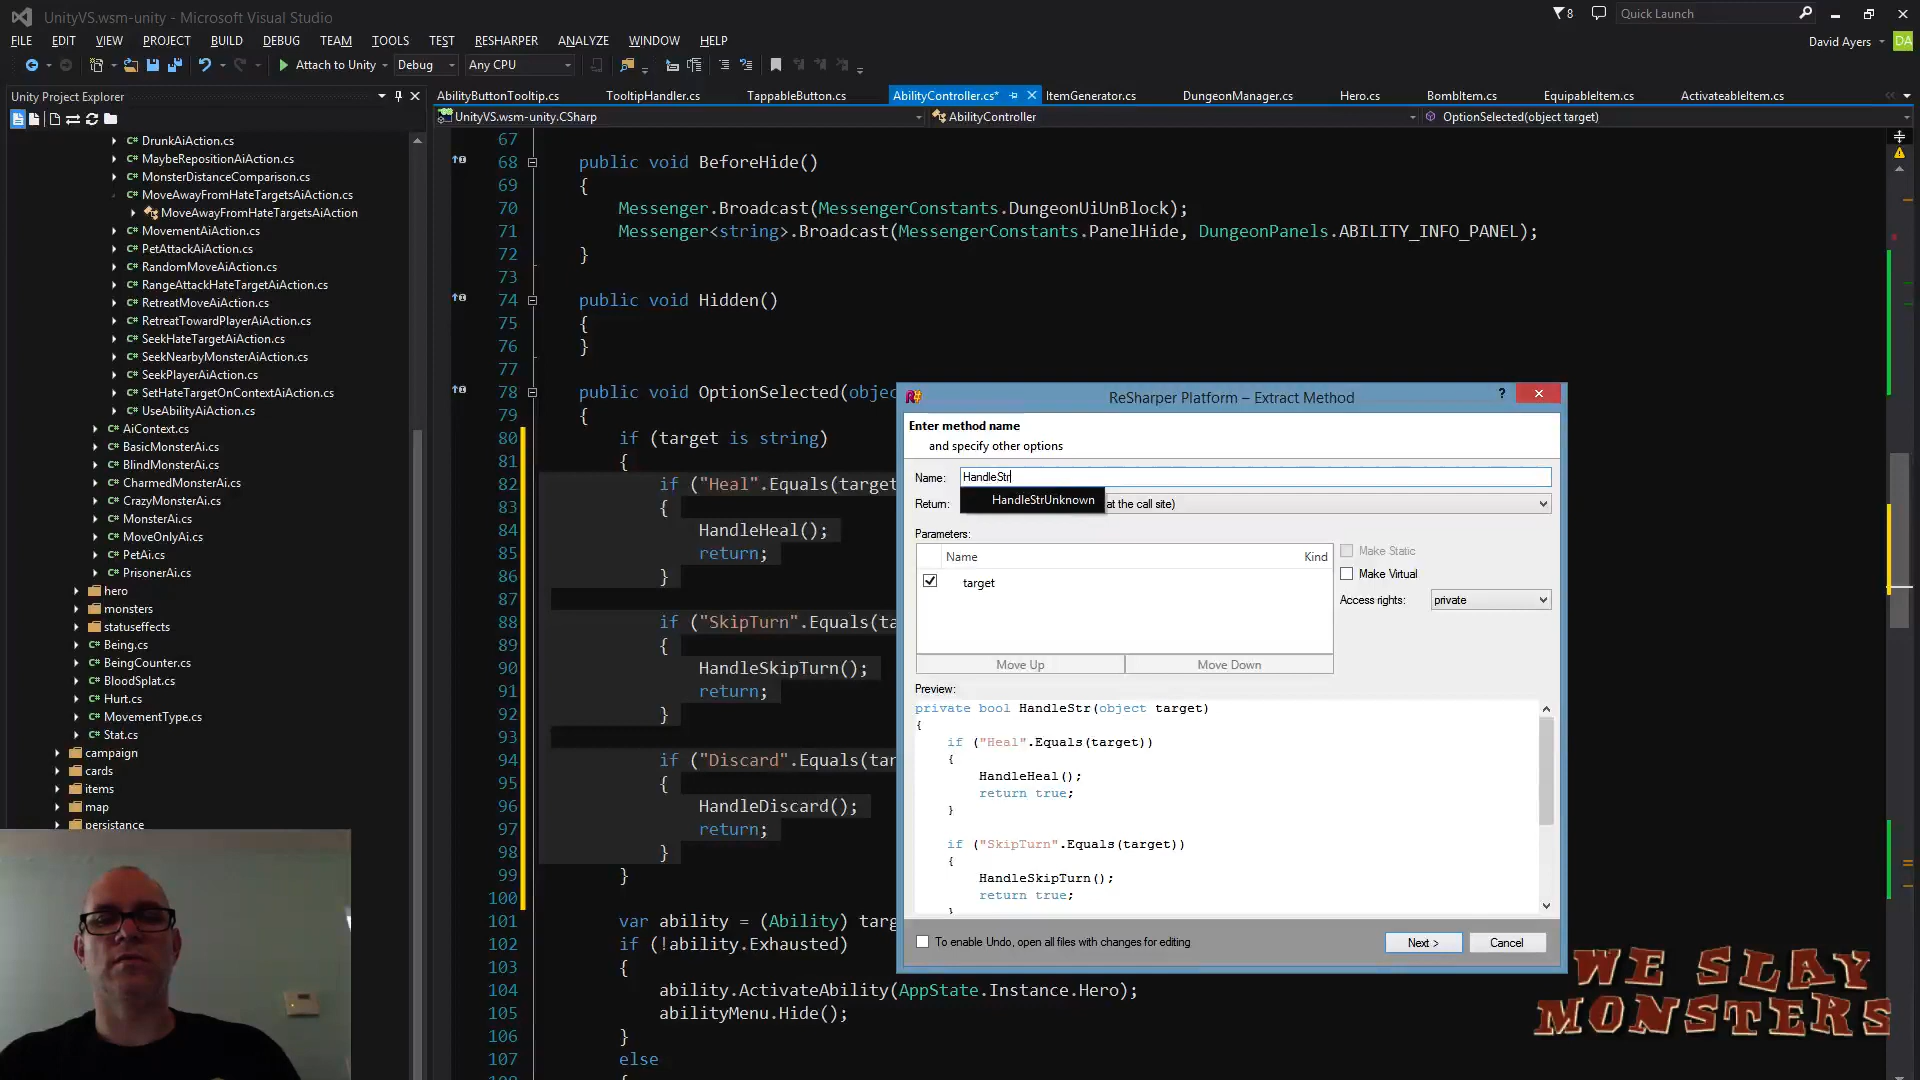 UnityVS.wsm-unity - Microsoft Visual Studio
8
Quick Launch
FILE EDIT VIEW PROJECT BUILD DEBUG TEAM TOOLS TEST RESHARPER ANALYZE WINDOW HELP
David Ayers DA
Attach to Unity Debug Any CPU
Unity Project Explorer
AbilityButtonTooltip.cs TooltipHandler.cs TappableButton.cs AbilityController.cs* ItemGenerator.cs DungeonManager.cs Hero.cs BombItem.cs EquipableItem.cs ActivateableItem.cs
UnityVS.wsm-unity.CSharp AbilityController OptionSelected(object target)
DrunkAiAction.cs
MaybeRepositionAiAction.cs
MonsterDistanceComparison.cs
MoveAwayFromHateTargetsAiAction.cs
MoveAwayFromHateTargetsAiAction
MovementAiAction.cs
PetAttackAiAction.cs
RandomMoveAiAction.cs
RangeAttackHateTargetAiAction.cs
RetreatMoveAiAction.cs
RetreatTowardPlayerAiAction.cs
SeekHateTargetAiAction.cs
SeekNearbyMonsterAiAction.cs
SeekPlayerAiAction.cs
SetHateTargetOnContextAiAction.cs
UseAbilityAiAction.cs
AiContext.cs
BasicMonsterAi.cs
BlindMonsterAi.cs
CharmedMonsterAi.cs
CrazyMonsterAi.cs
MonsterAi.cs
MoveOnlyAi.cs
PetAi.cs
PrisonerAi.cs
hero
monsters
statuseffects
Being.cs
BeingCounter.cs
BloodSplat.cs
Hurt.cs
MovementType.cs
Stat.cs
campaign
cards
items
map
persistance
67
68 public void BeforeHide()
69 {
70 Messenger.Broadcast(MessengerConstants.DungeonUiUnBlock);
71 Messenger<string>.Broadcast(MessengerConstants.PanelHide, DungeonPanels.ABILITY_INFO_PANEL);
72 }
73
74 public void Hidden()
75 {
76 }
77
78 public void OptionSelected(objec
79 {
80 if (target is string)
81 {
82 if ("Heal".Equals(target
83 {
84 HandleHeal();
85 return;
86 }
87
88 if ("SkipTurn".Equals(ta
89 {
90 HandleSkipTurn();
91 return;
92 }
93
94 if ("Discard".Equals(tar
95 {
96 HandleDiscard();
97 return;
98 }
99 }
100
101 var ability = (Ability) targ
102 if (!ability.Exhausted)
103 {
104 ability.ActivateAbility(AppState.Instance.Hero);
105 abilityMenu.Hide();
106 }
107 else
ReSharper Platform – Extract Method
Enter method name
and specify other options
Name: HandleStr
HandleStrUnknown
Return: at the call site)
Parameters:
Name Kind
target
Make Static
Make Virtual
Access rights: private
Move Up Move Down
Preview:
private bool HandleStr(object target)
{
if ("Heal".Equals(target))
{
HandleHeal();
return true;
}
if ("SkipTurn".Equals(target))
{
HandleSkipTurn();
return true;
}
To enable Undo, open all files with changes for editing
Next > Cancel
WE SLAY
MONSTERS